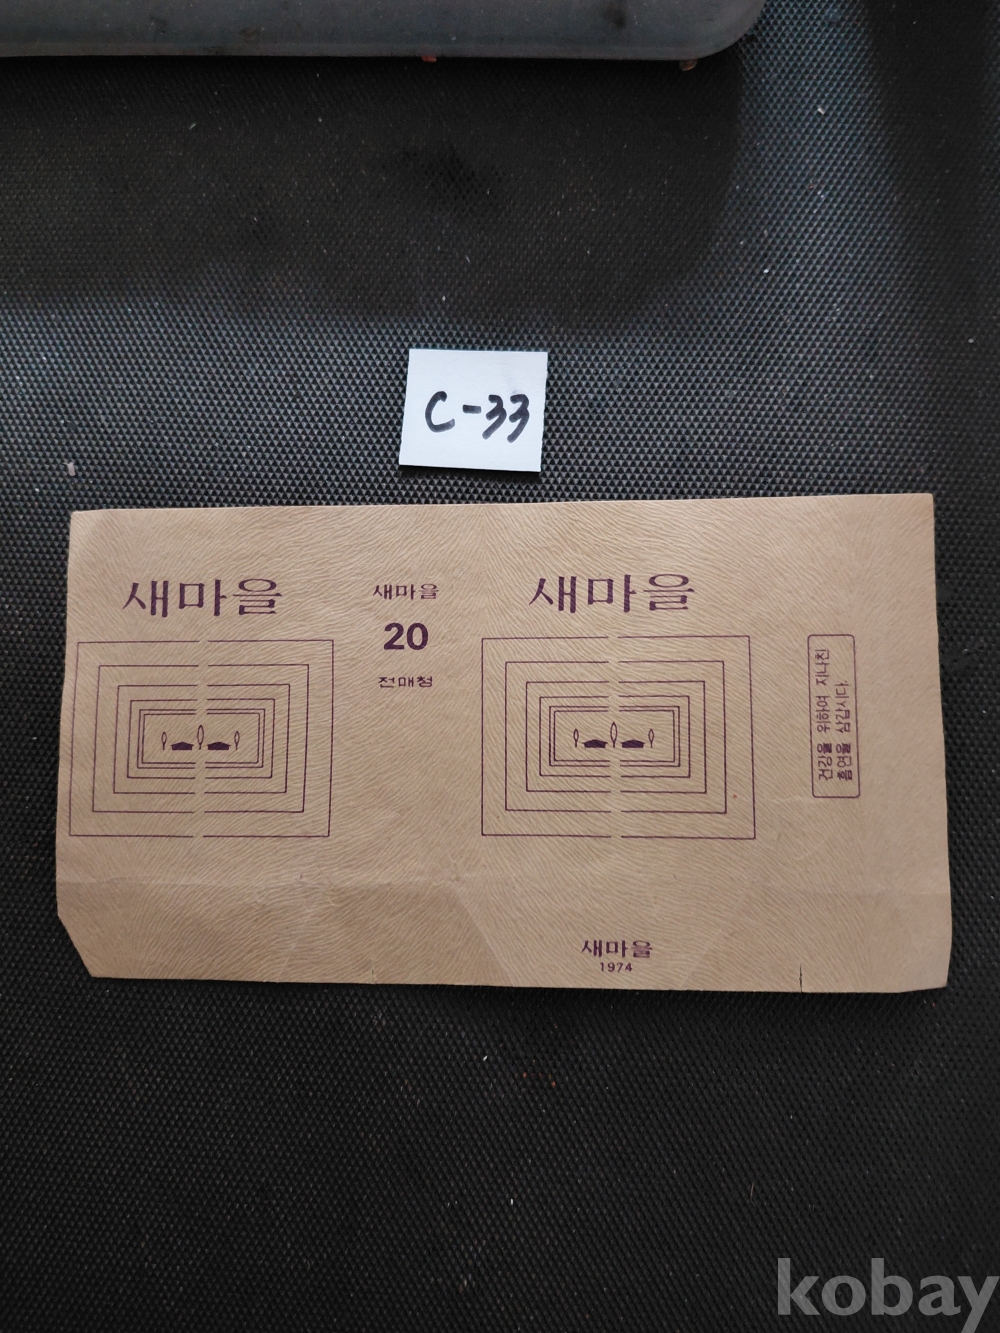 C-33
새마을
새마을
20
전매청
새마을
건강을 위하여 지나친
흡연을 삼갑시다.
새마을
1974
kobay